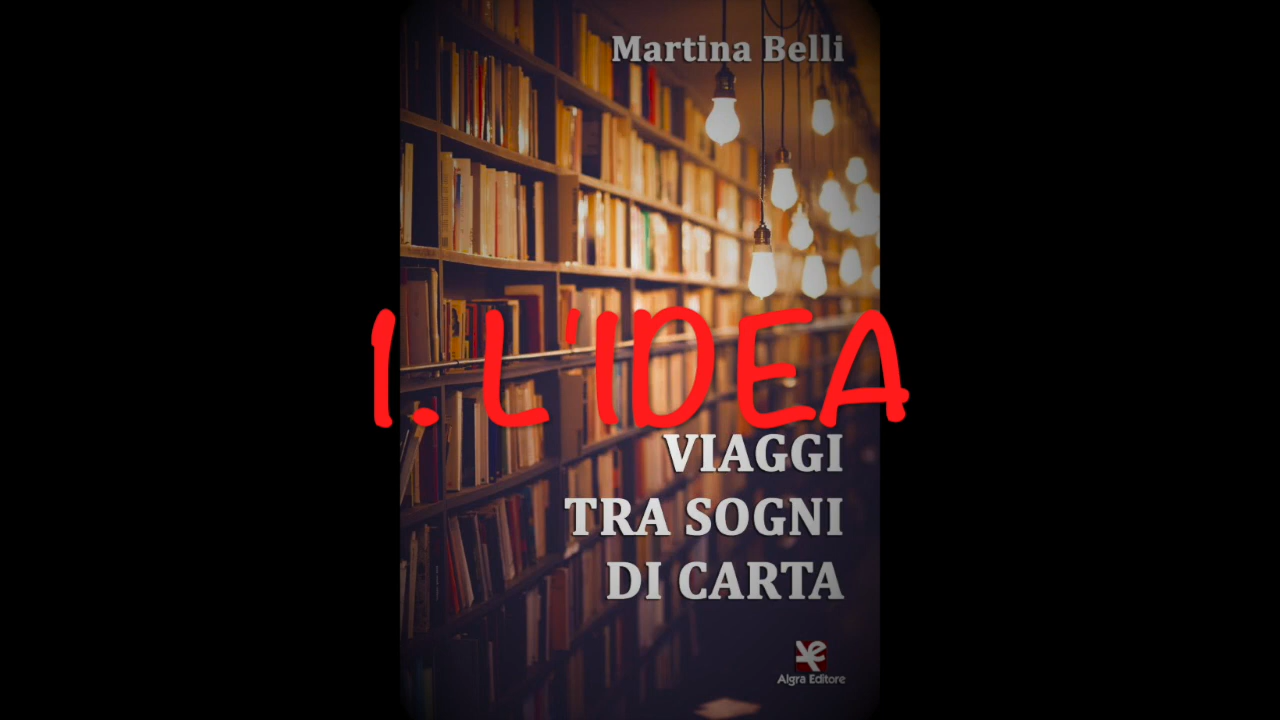 Martina Belli
1. L'IDEA
VIAGGI
TRA SOGNI
DI CARTA
Algra Editore